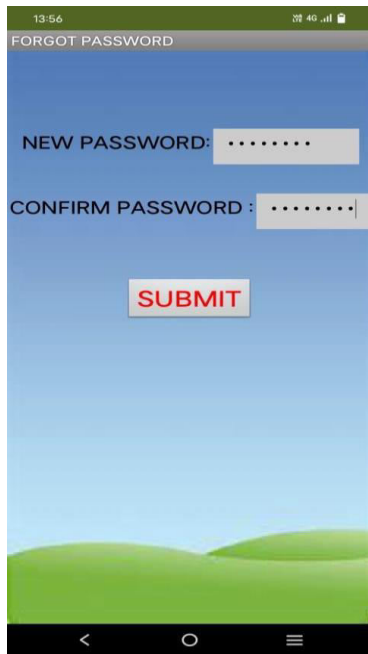 13:56 4G
FORGOT PASSWORD
NEW PASSWORD: ••••••••
CONFIRM PASSWORD : ••••••••
SUBMIT